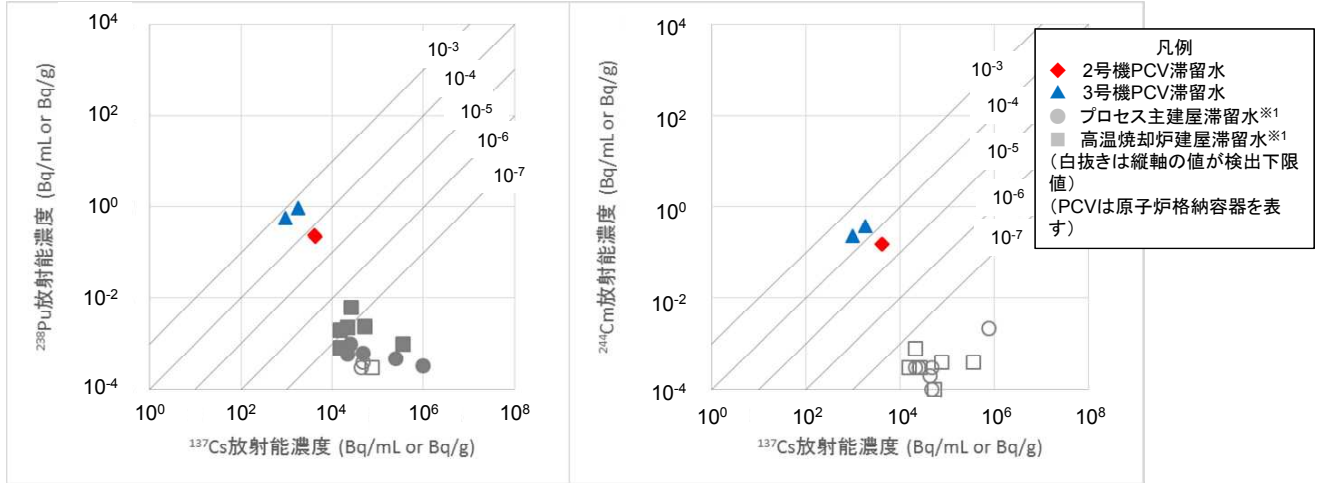 10⁴
10²
10⁰
10⁻²
10⁻⁴
²³⁸Pu放射能濃度 (Bq/mL or Bq/g)
10⁻³
10⁻⁴
10⁻⁵
10⁻⁶
10⁻⁷
10⁰ 10² 10⁴ 10⁶ 10⁸
¹³⁷Cs放射能濃度 (Bq/mL or Bq/g)
10⁴
10²
10⁰
10⁻²
10⁻⁴
²⁴⁴Cm放射能濃度 (Bq/mL or Bq/g)
10⁻³
10⁻⁴
10⁻⁵
10⁻⁶
10⁻⁷
10⁰ 10² 10⁴ 10⁶ 10⁸
¹³⁷Cs放射能濃度 (Bq/mL or Bq/g)
凡例
2号機PCV滞留水
3号機PCV滞留水
プロセス主建屋滞留水※1
高温焼却炉建屋滞留水※1
(白抜きは縦軸の値が検出下限
値)
(PCVは原子炉格納容器を表
す)